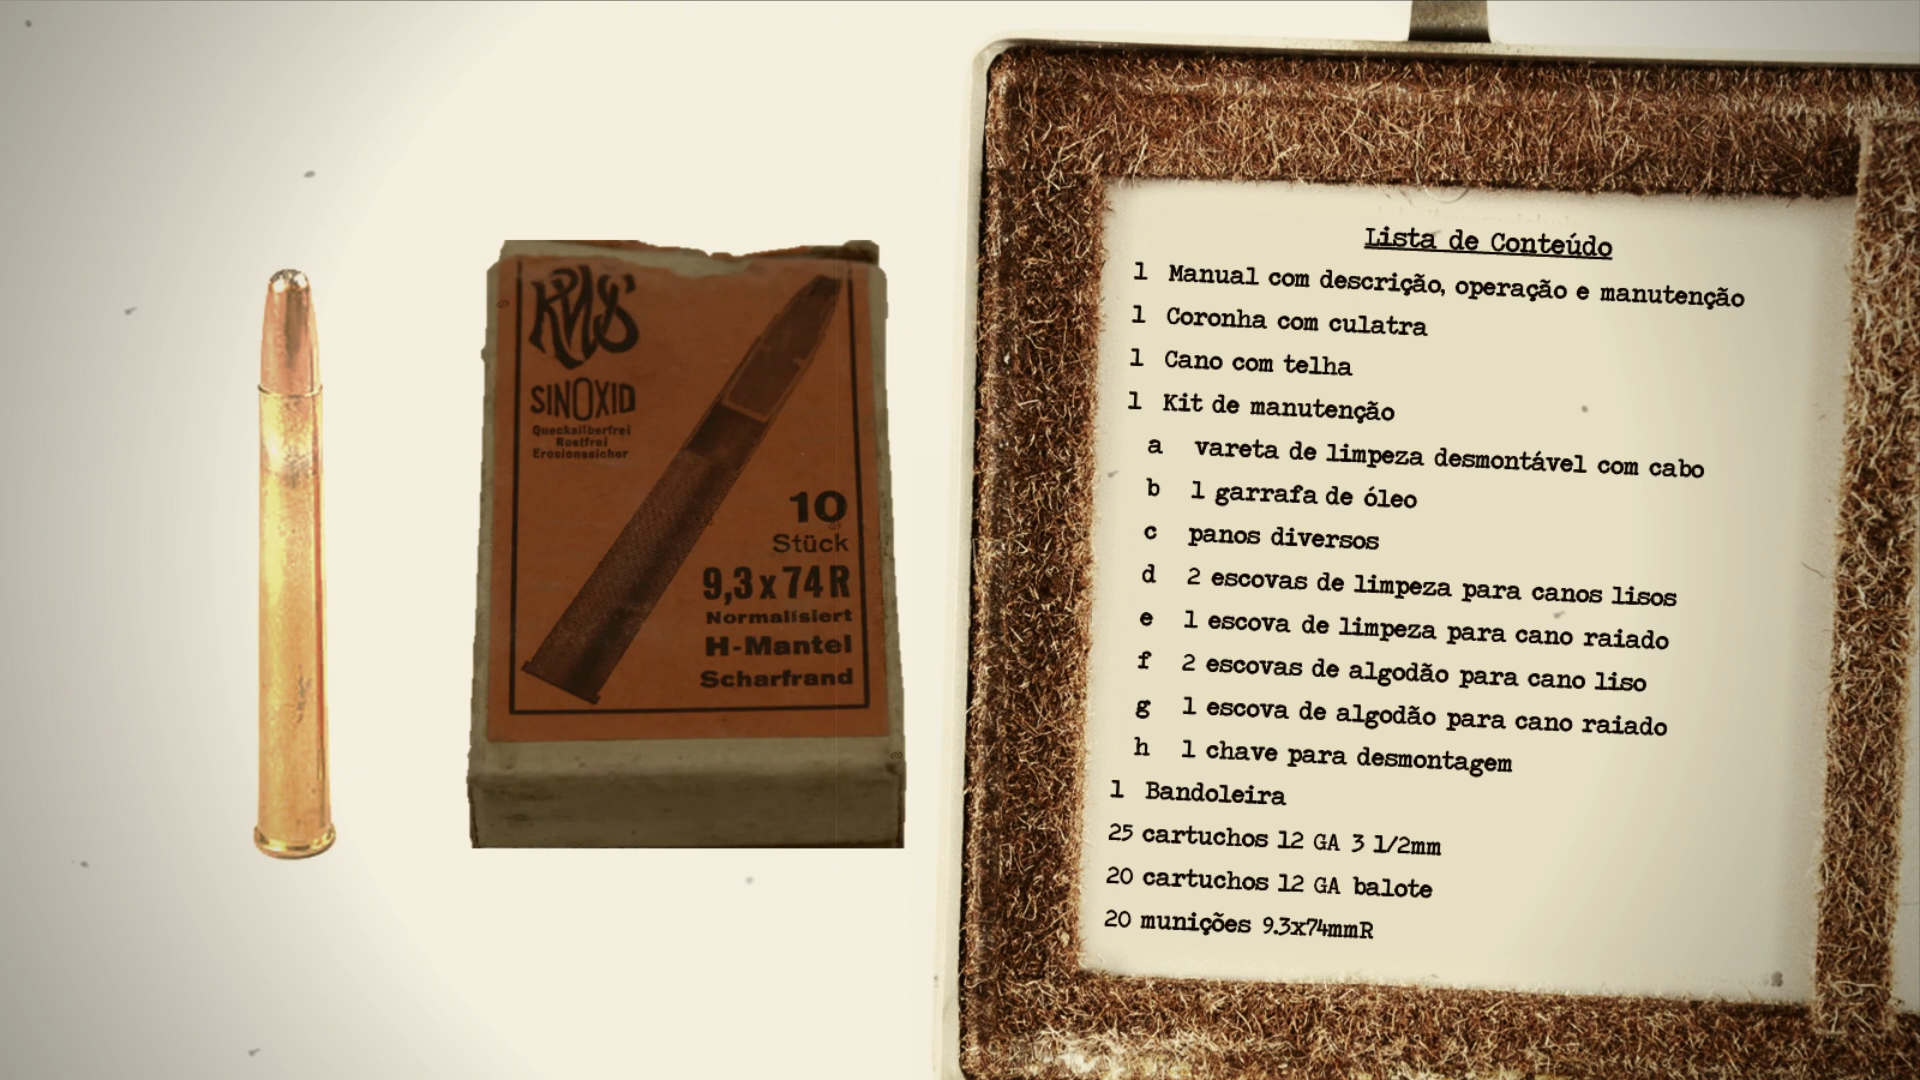 RWS
SINOXID
Quecksilberfrei
Rostfrei
Erosionssicher
10
Stück
9,3x74R
Normalisiert
H-Mantel
Scharfrand
Lista de Conteúdo
1 Manual com descrição, operação e manutenção
1 Coronha com culatra
1 Cano com telha
1 Kit de manutenção
a vareta de limpeza desmontável com cabo
b 1 garrafa de óleo
c panos diversos
d 2 escovas de limpeza para canos lisos
e 1 escova de limpeza para cano raiado
f 2 escovas de algodão para cano liso
g 1 escova de algodão para cano raiado
h 1 chave para desmontagem
1 Bandoleira
25 cartuchos 12 GA 3 1/2mm
20 cartuchos 12 GA balote
20 munições 9.3x74mmR